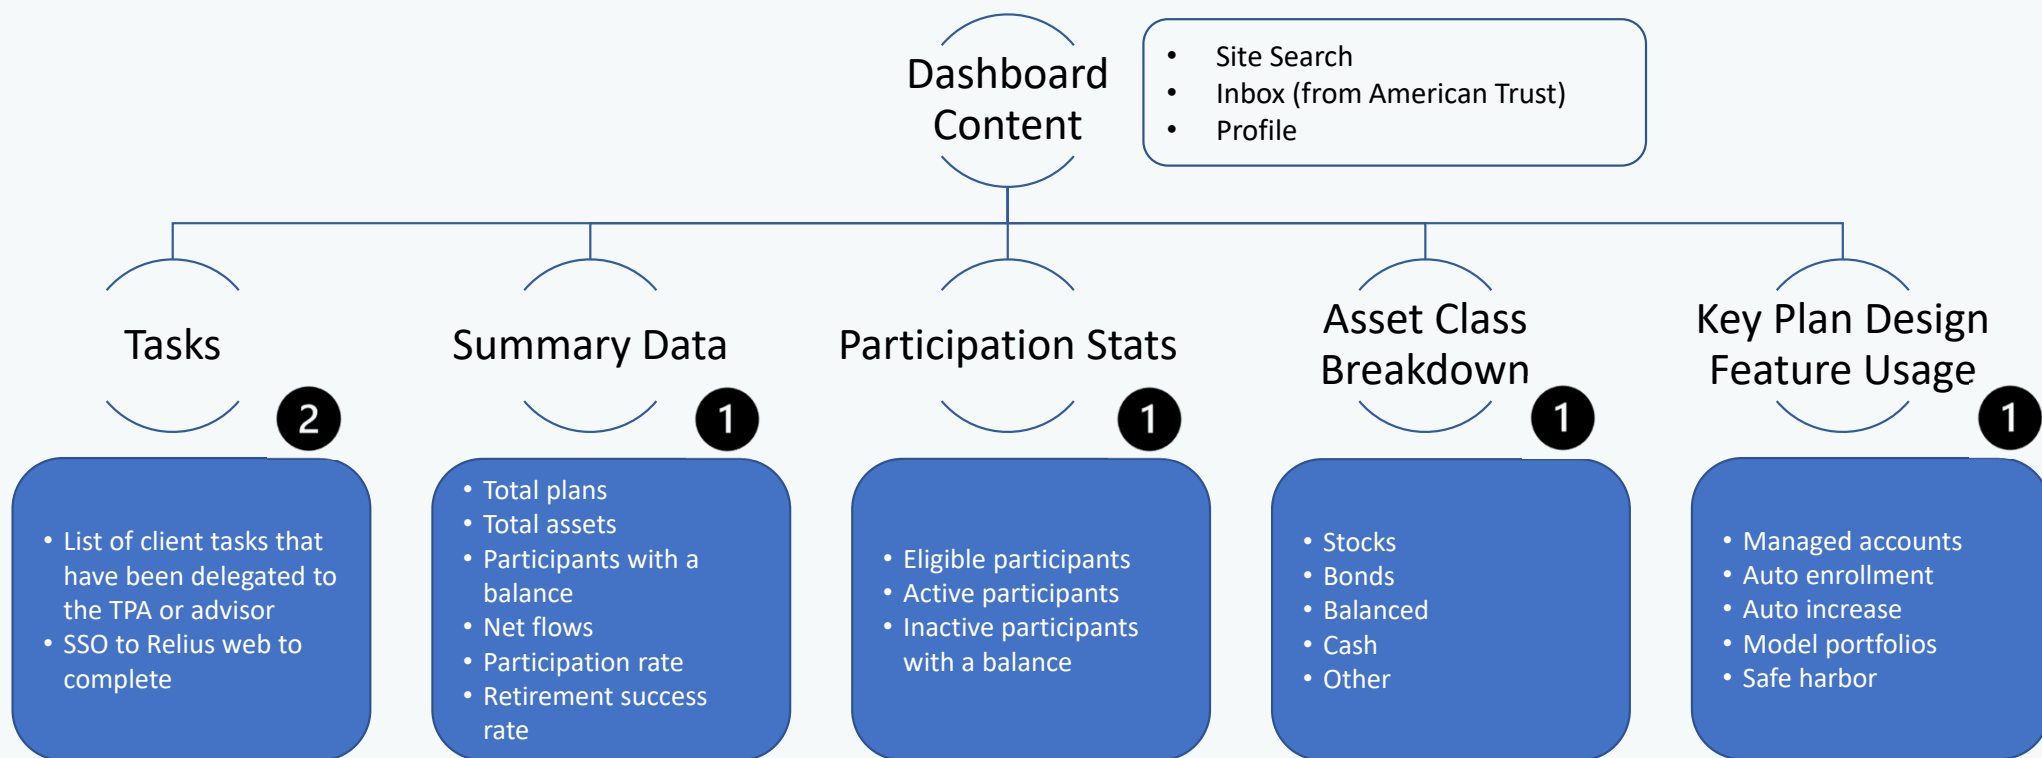 Dashboard
Content
• Site Search
• Inbox (from American Trust)
• Profile
Tasks
2
• List of client tasks that
have been delegated to
the TPA or advisor
• SSO to Relius web to
complete
Summary Data
1
• Total plans
• Total assets
• Participants with a
balance
• Net flows
• Participation rate
• Retirement success
rate
Participation Stats
1
• Eligible participants
• Active participants
• Inactive participants
with a balance
Asset Class
Breakdown
1
• Stocks
• Bonds
• Balanced
• Cash
• Other
Key Plan Design
Feature Usage
1
• Managed accounts
• Auto enrollment
• Auto increase
• Model portfolios
• Safe harbor